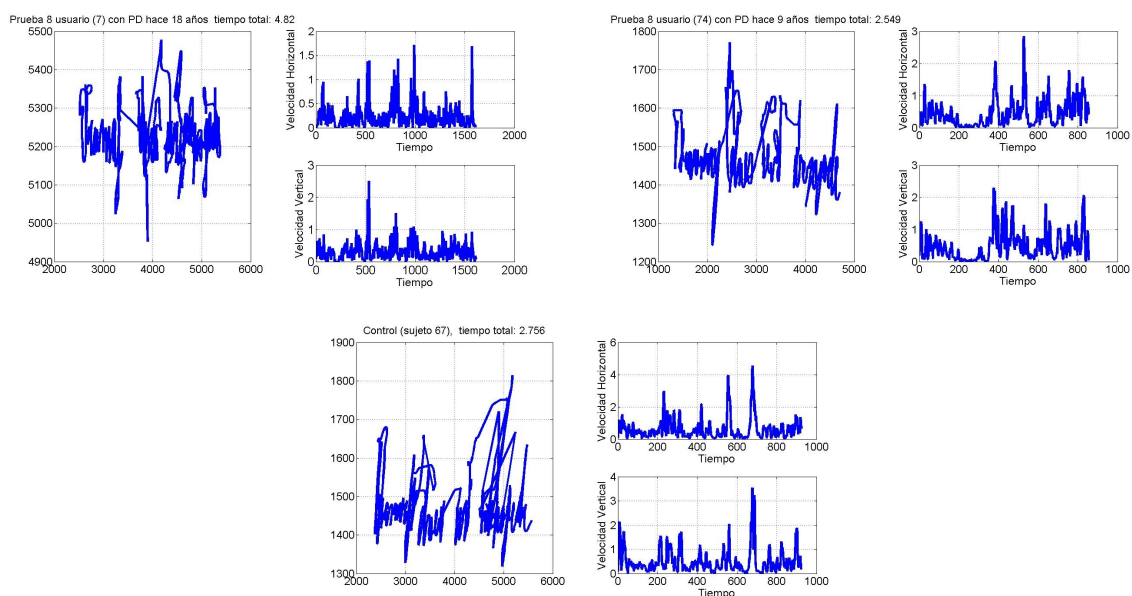 Prueba 8 usuario (7) con PD hace 18 años tiempo total: 4.82
5500
5400
5300
5200
5100
5000
4900
2000 3000 4000 5000 6000
Velocidad Horizontal
2
1.5
1
0.5
0
0 500 1000 1500 2000
Tiempo
Velocidad Vertical
3
2
1
0
0 500 1000 1500 2000
Tiempo
Prueba 8 usuario (74) con PD hace 9 años tiempo total: 2.549
1800
1700
1600
1500
1400
1300
1200
1000 2000 3000 4000 5000
Velocidad Horizontal
3
2
1
0
0 200 400 600 800 1000
Tiempo
Velocidad Vertical
3
2
1
0
0 200 400 600 800 1000
Tiempo
Control (sujeto 67), tiempo total: 2.756
1900
1800
1700
1600
1500
1400
1300
2000 3000 4000 5000 6000
Velocidad Horizontal
6
4
2
0
0 200 400 600 800 1000
Tiempo
Velocidad Vertical
4
3
2
1
0
0 200 400 600 800 1000
Tiempo